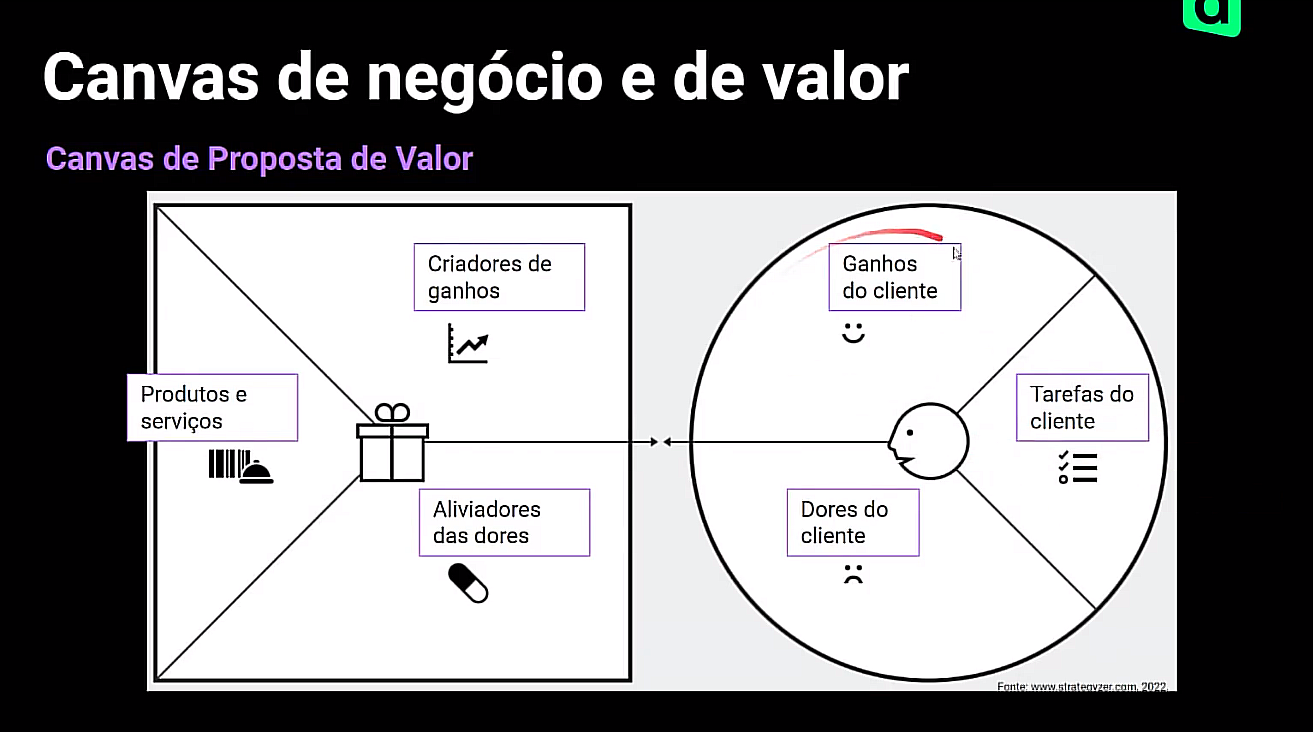 a
Canvas de negócio e de valor
Canvas de Proposta de Valor
Criadores de
ganhos
Ganhos
do cliente
Produtos e
serviços
Tarefas do
cliente
Aliviadores
das dores
Dores do
cliente
Fonte: www.strategyzer.com, 2022.